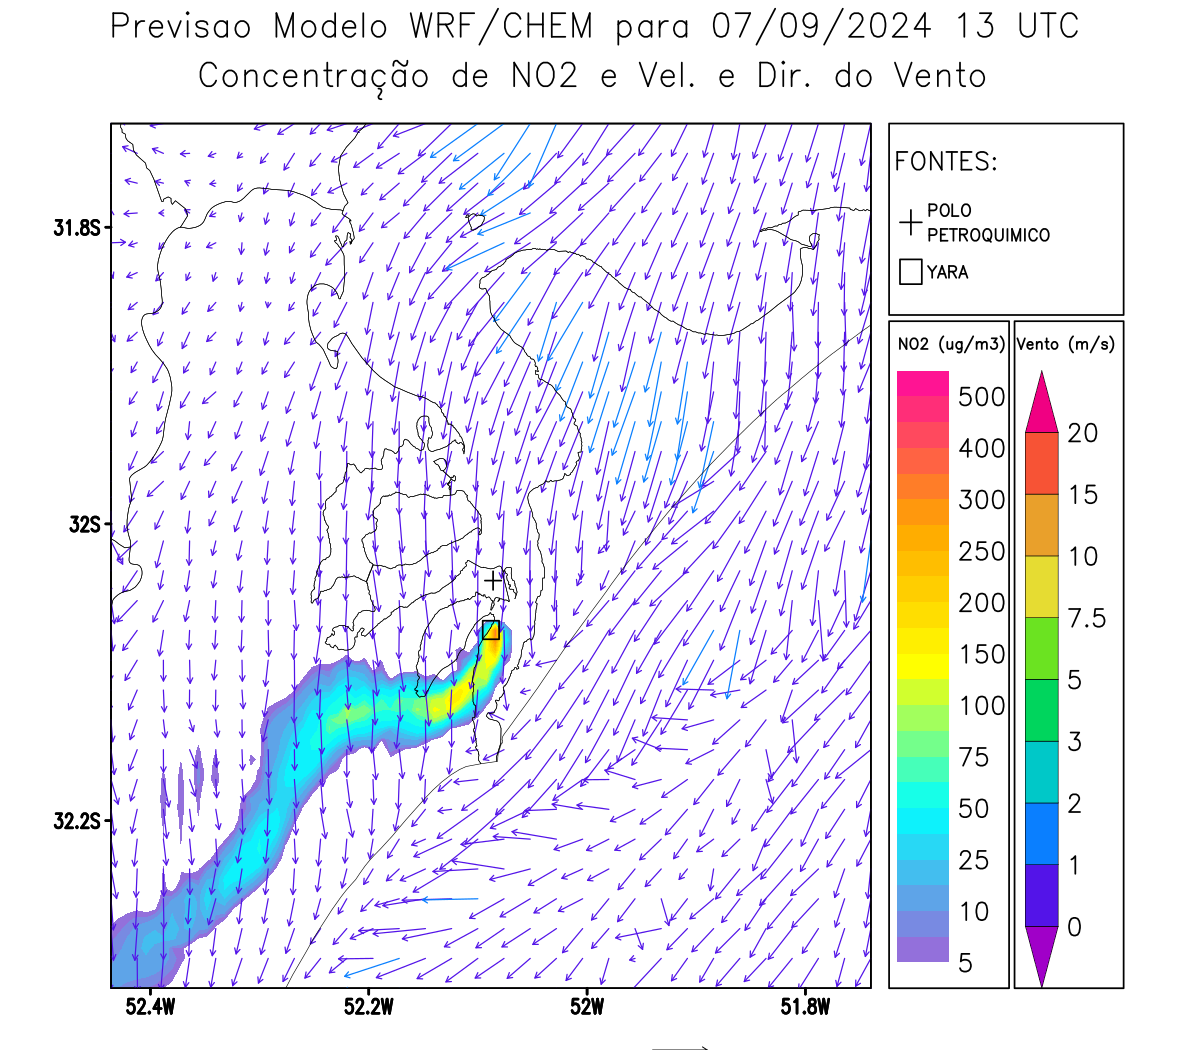 Previsao Modelo WRF/CHEM para 07/09/2024 13 UTC
Concentração de NO2 e Vel. e Dir. do Vento
FONTES:
POLO
PETROQUIMICO
YARA
31.8S
32S
32.2S
52.4W
52.2W
52W
51.8W
NO2 (ug/m3)
500
400
300
250
200
150
100
75
50
25
10
5
Vento (m/s)
20
15
10
7.5
5
3
2
1
0